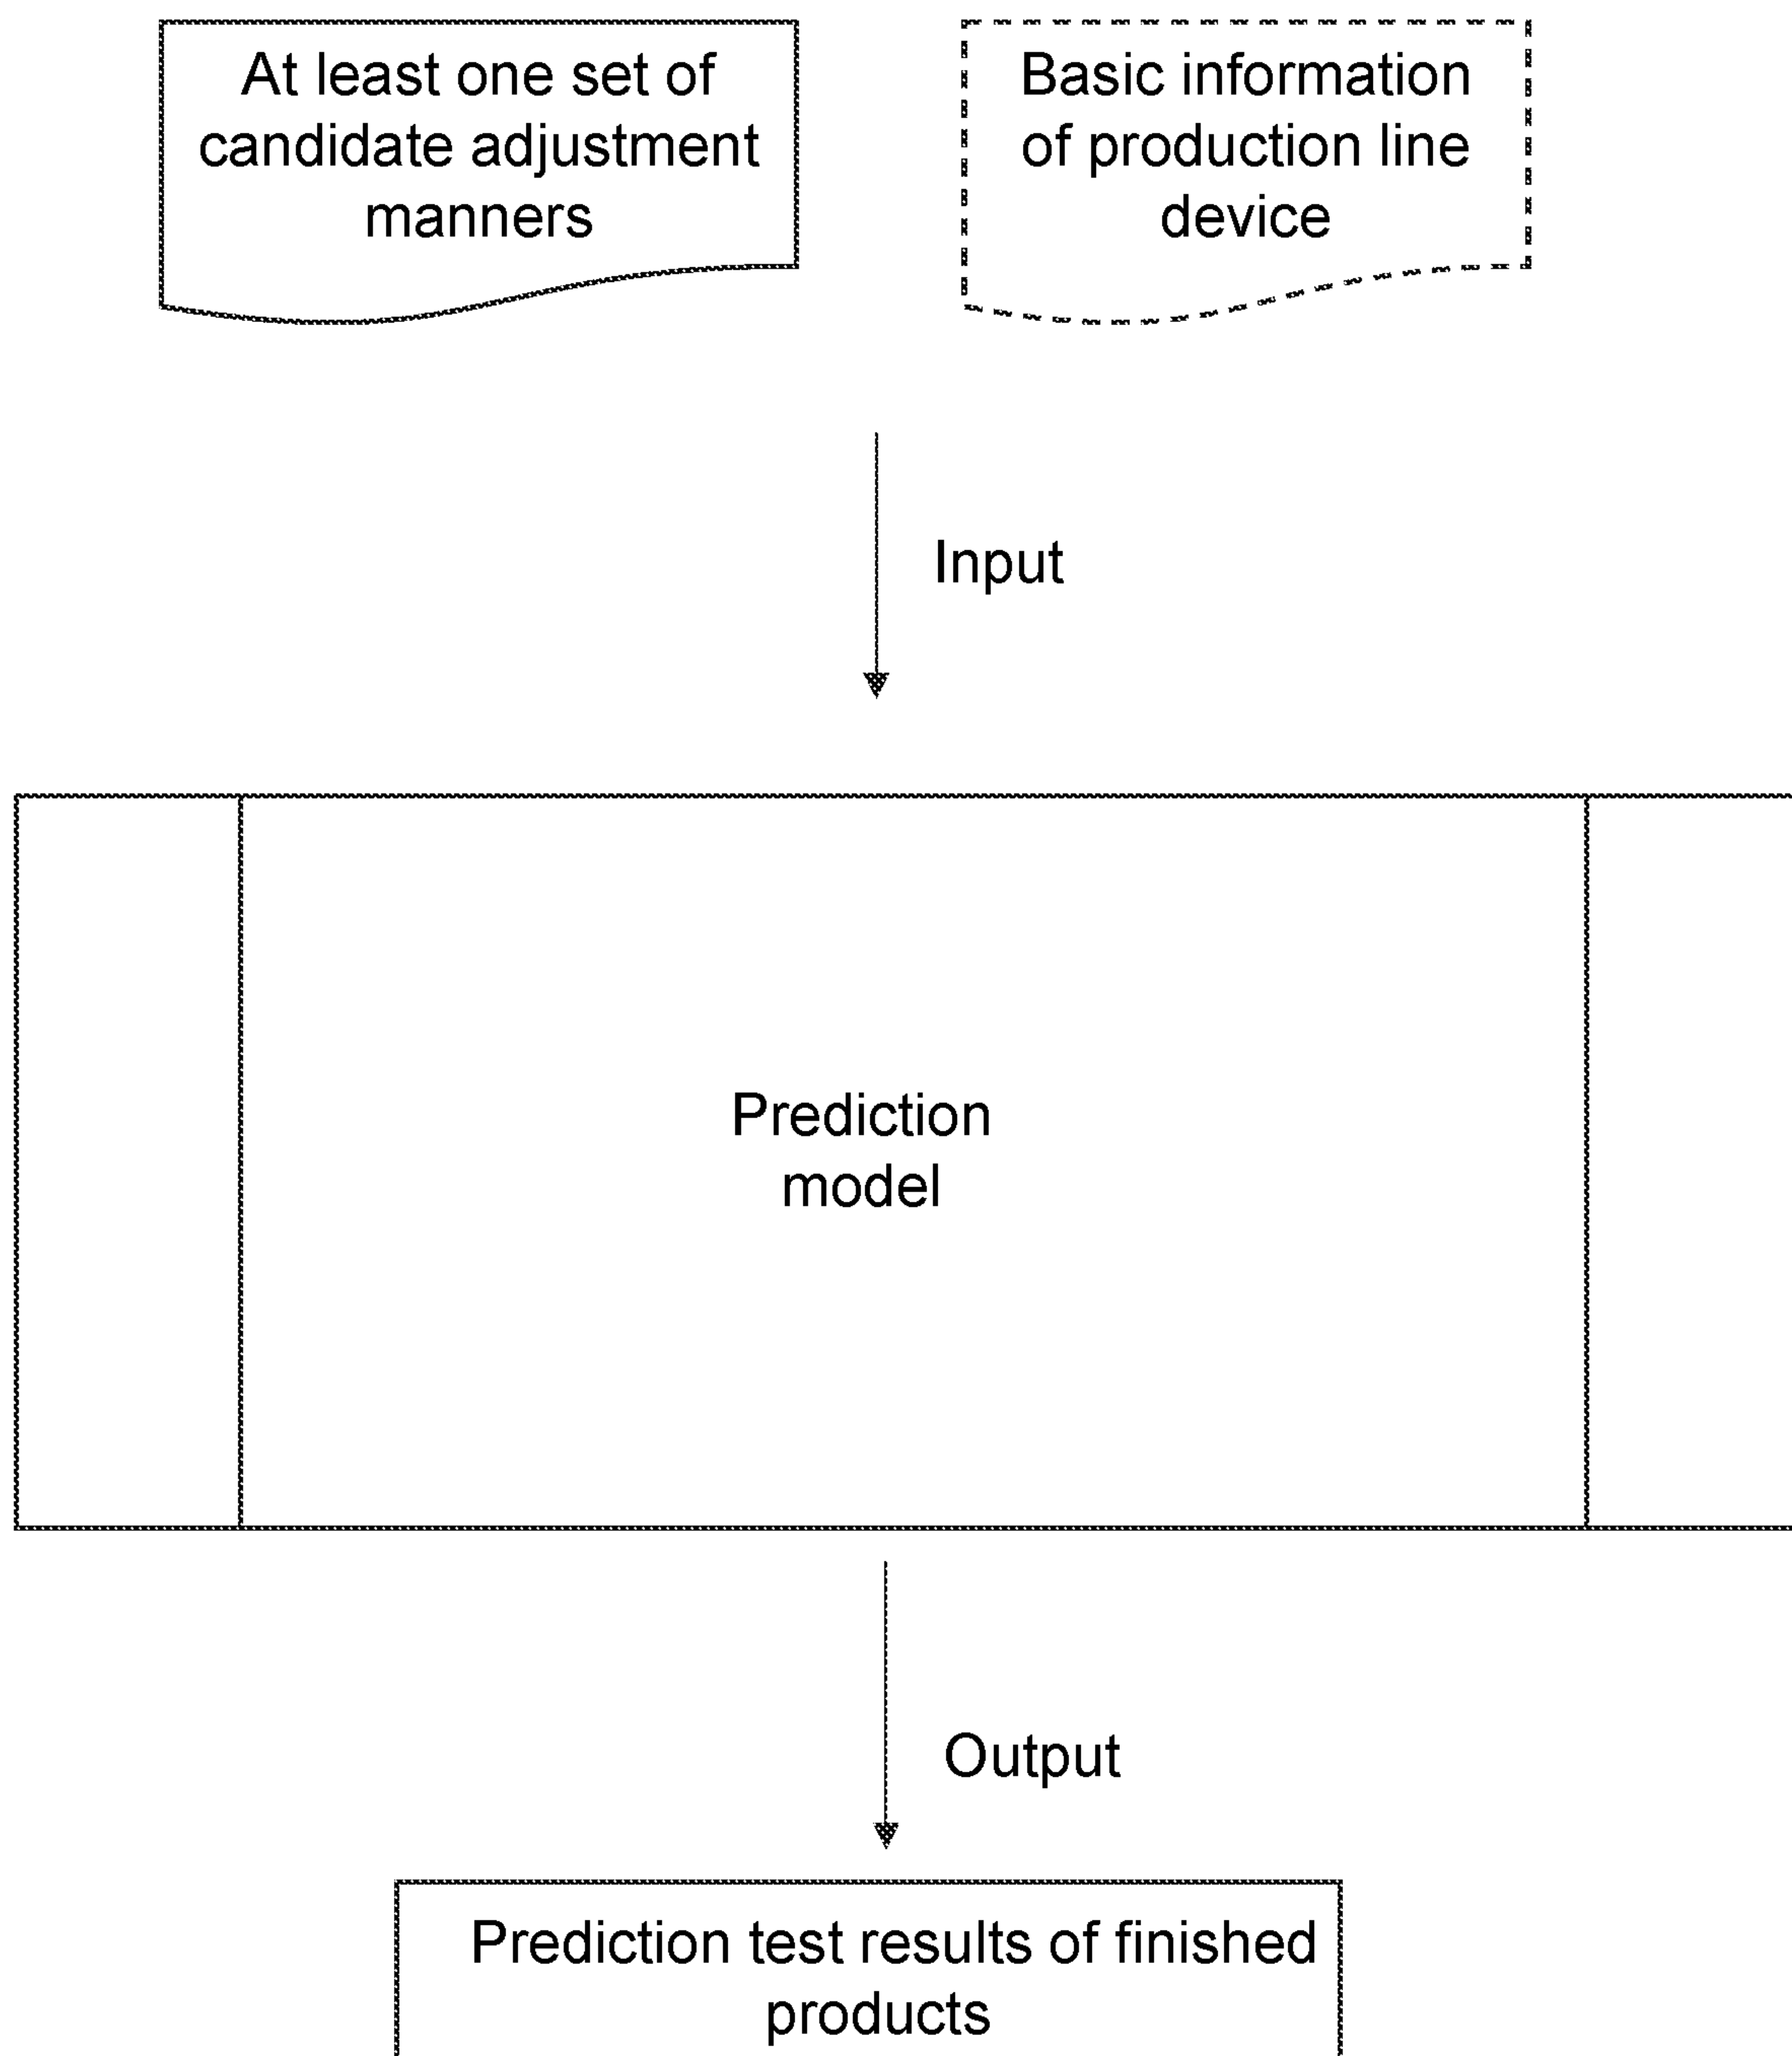 At least one set of
candidate adjustment
manners
Basic information
of production line
device
Input
Prediction
model
Output
Prediction test results of finished
products